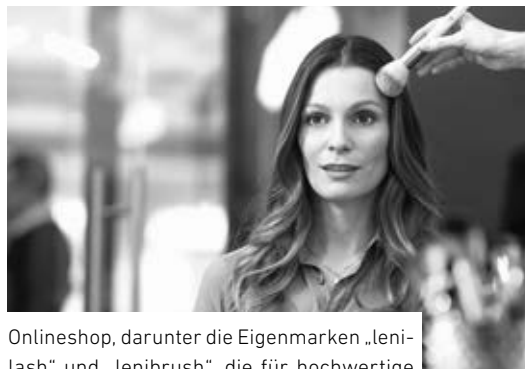 Onlineshop, darunter die Eigenmarken „leni-
lash“ und „lenibrush“, die für hochwertige